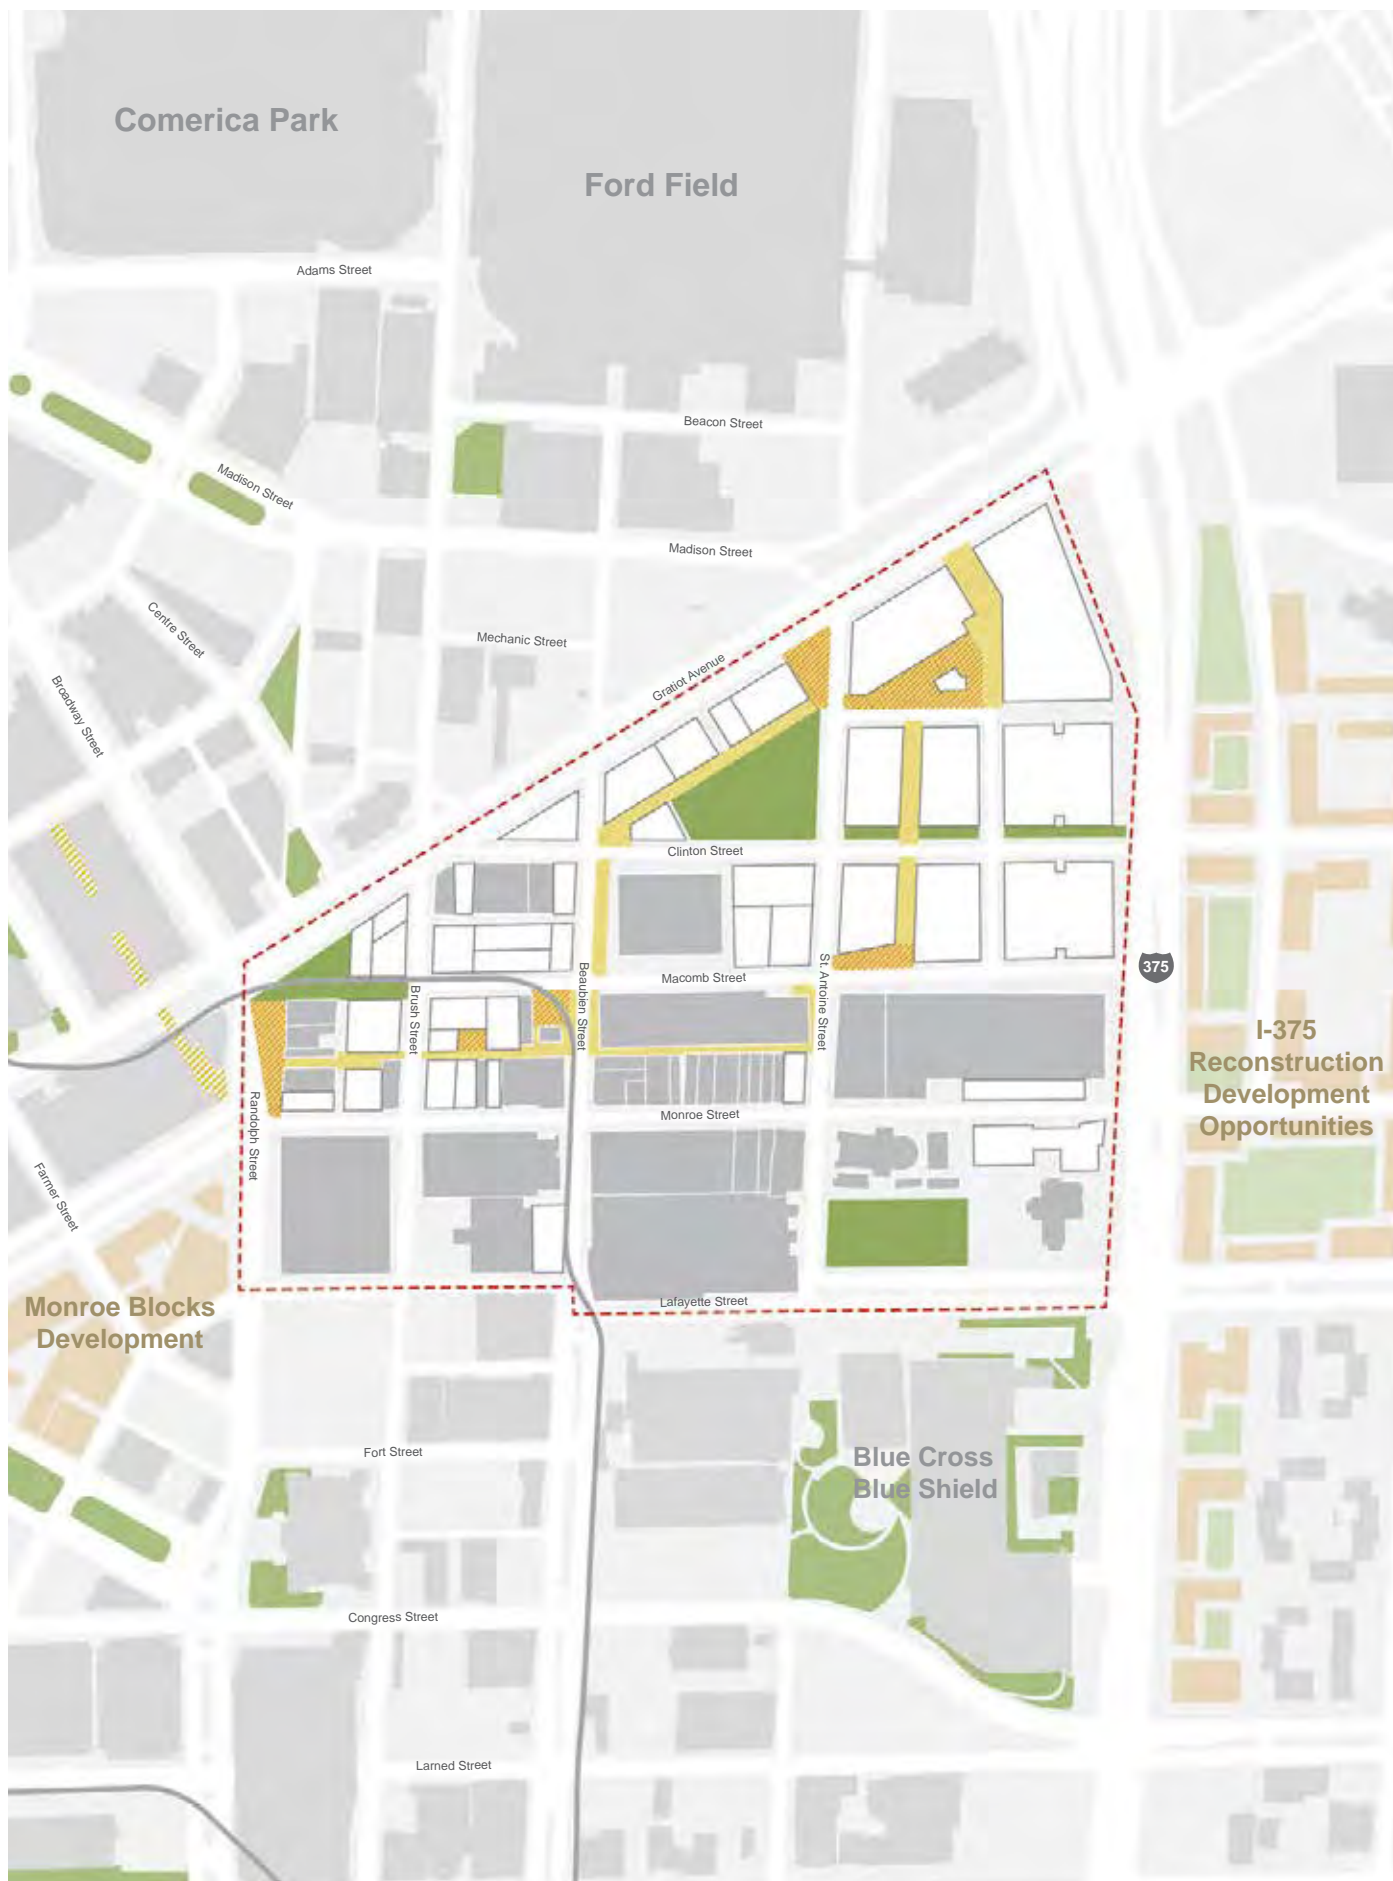 Comerica Park
Ford Field
Adams Street
Beacon Street
Madison Street
Madison Street
Centre Street
Mechanic Street
Broadway Street
Gratiot Avenue
Clinton Street
Macomb Street
Beaubien Street
St. Antoine Street
Brush Street
375
I-375
Reconstruction
Development
Opportunities
Randolph Street
Monroe Street
Farmer Street
Monroe Blocks
Development
Lafayette Street
Fort Street
Blue Cross
Blue Shield
Congress Street
Larned Street